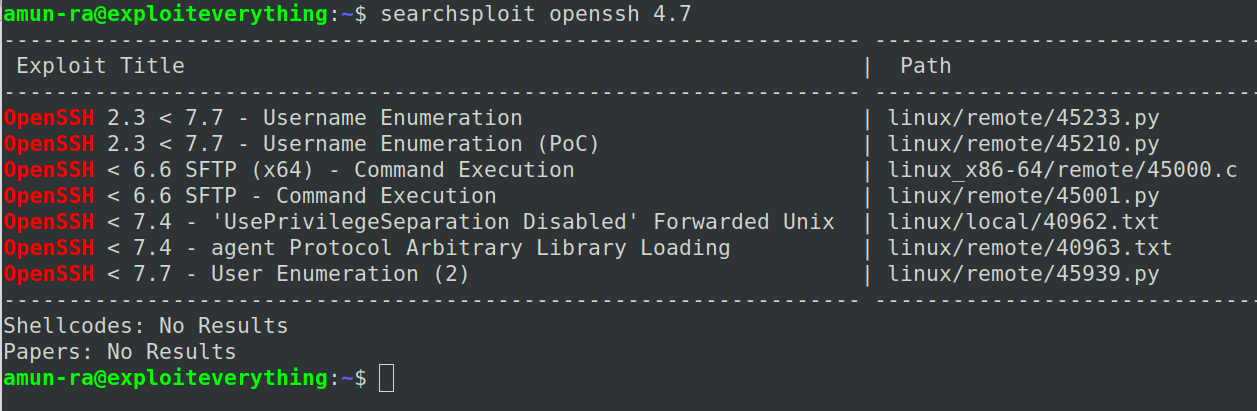 amun-ra@exploiteverything:~$ searchsploit openssh 4.7
------------------------------------------------------------------ ------------------------------
 Exploit Title                                                    |  Path
------------------------------------------------------------------ ------------------------------
OpenSSH 2.3 < 7.7 - Username Enumeration                          | linux/remote/45233.py
OpenSSH 2.3 < 7.7 - Username Enumeration (PoC)                    | linux/remote/45210.py
OpenSSH < 6.6 SFTP (x64) - Command Execution                      | linux_x86-64/remote/45000.c
OpenSSH < 6.6 SFTP - Command Execution                            | linux/remote/45001.py
OpenSSH < 7.4 - 'UsePrivilegeSeparation Disabled' Forwarded Unix  | linux/local/40962.txt
OpenSSH < 7.4 - agent Protocol Arbitrary Library Loading          | linux/remote/40963.txt
OpenSSH < 7.7 - User Enumeration (2)                              | linux/remote/45939.py
------------------------------------------------------------------ ------------------------------
Shellcodes: No Results
Papers: No Results
amun-ra@exploiteverything:~$